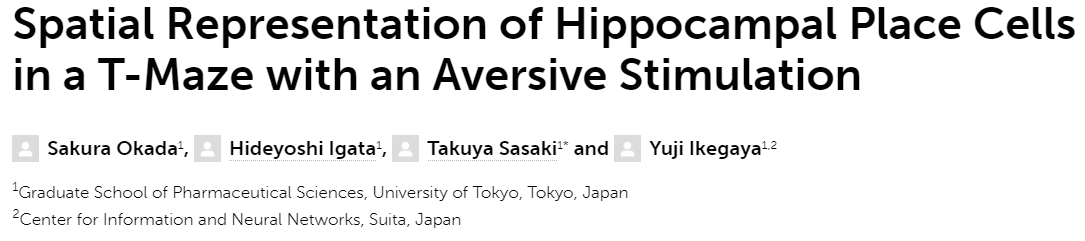 Spatial Representation of Hippocampal Place Cells
in a T-Maze with an Aversive Stimulation
Sakura Okada¹, Hideyoshi Igata¹, Takuya Sasaki¹* and Yuji Ikegaya¹,²
¹Graduate School of Pharmaceutical Sciences, University of Tokyo, Tokyo, Japan
²Center for Information and Neural Networks, Suita, Japan